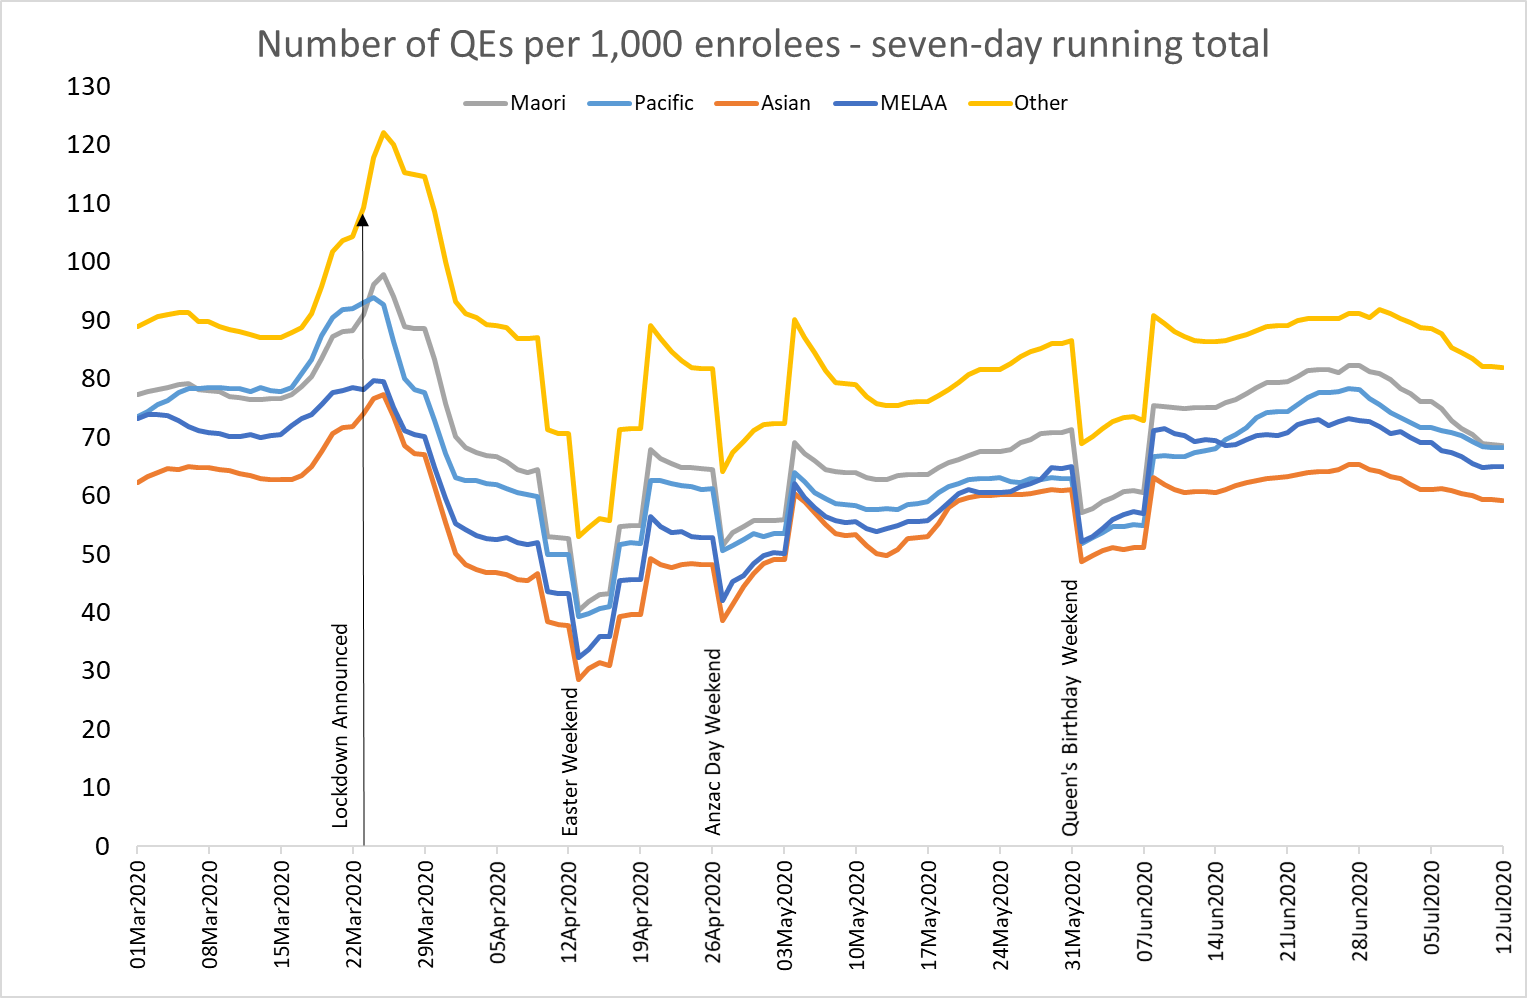 Number of QEs per 1,000 enrolees - seven-day running total
Maori Pacific Asian MELAA Other
130
120
110
100
90
80
70
60
50
40
30
20
10
0
Lockdown Announced
Easter Weekend
Anzac Day Weekend
Queen's Birthday Weekend
01Mar2020
08Mar2020
15Mar2020
22Mar2020
29Mar2020
05Apr2020
12Apr2020
19Apr2020
26Apr2020
03May2020
10May2020
17May2020
24May2020
31May2020
07Jun2020
14Jun2020
21Jun2020
28Jun2020
05Jul2020
12Jul2020